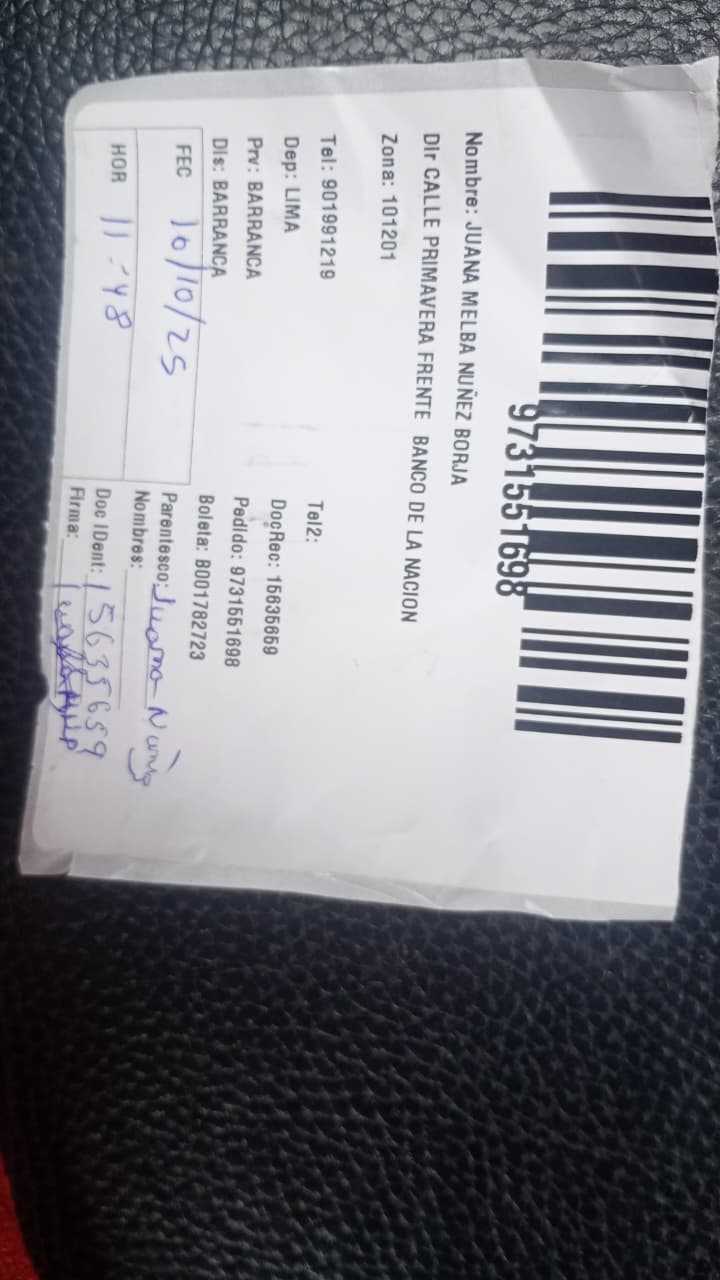 9731551698
Nombre: JUANA MELBA NUÑEZ BORJA
Dir CALLE PRIMAVERA FRENTE BANCO DE LA NACION
Zona: 101201
Tel: 901991219 Tel2:
Dep: LIMA DocRec: 15635659
Prv: BARRANCA Pedido: 9731551698
Dis: BARRANCA Boleta: B001782723
FEC 16/10/25 Parentesco: Juana
Nombres:
HOR 11:48 Doc IDent: 15635659
Firma: